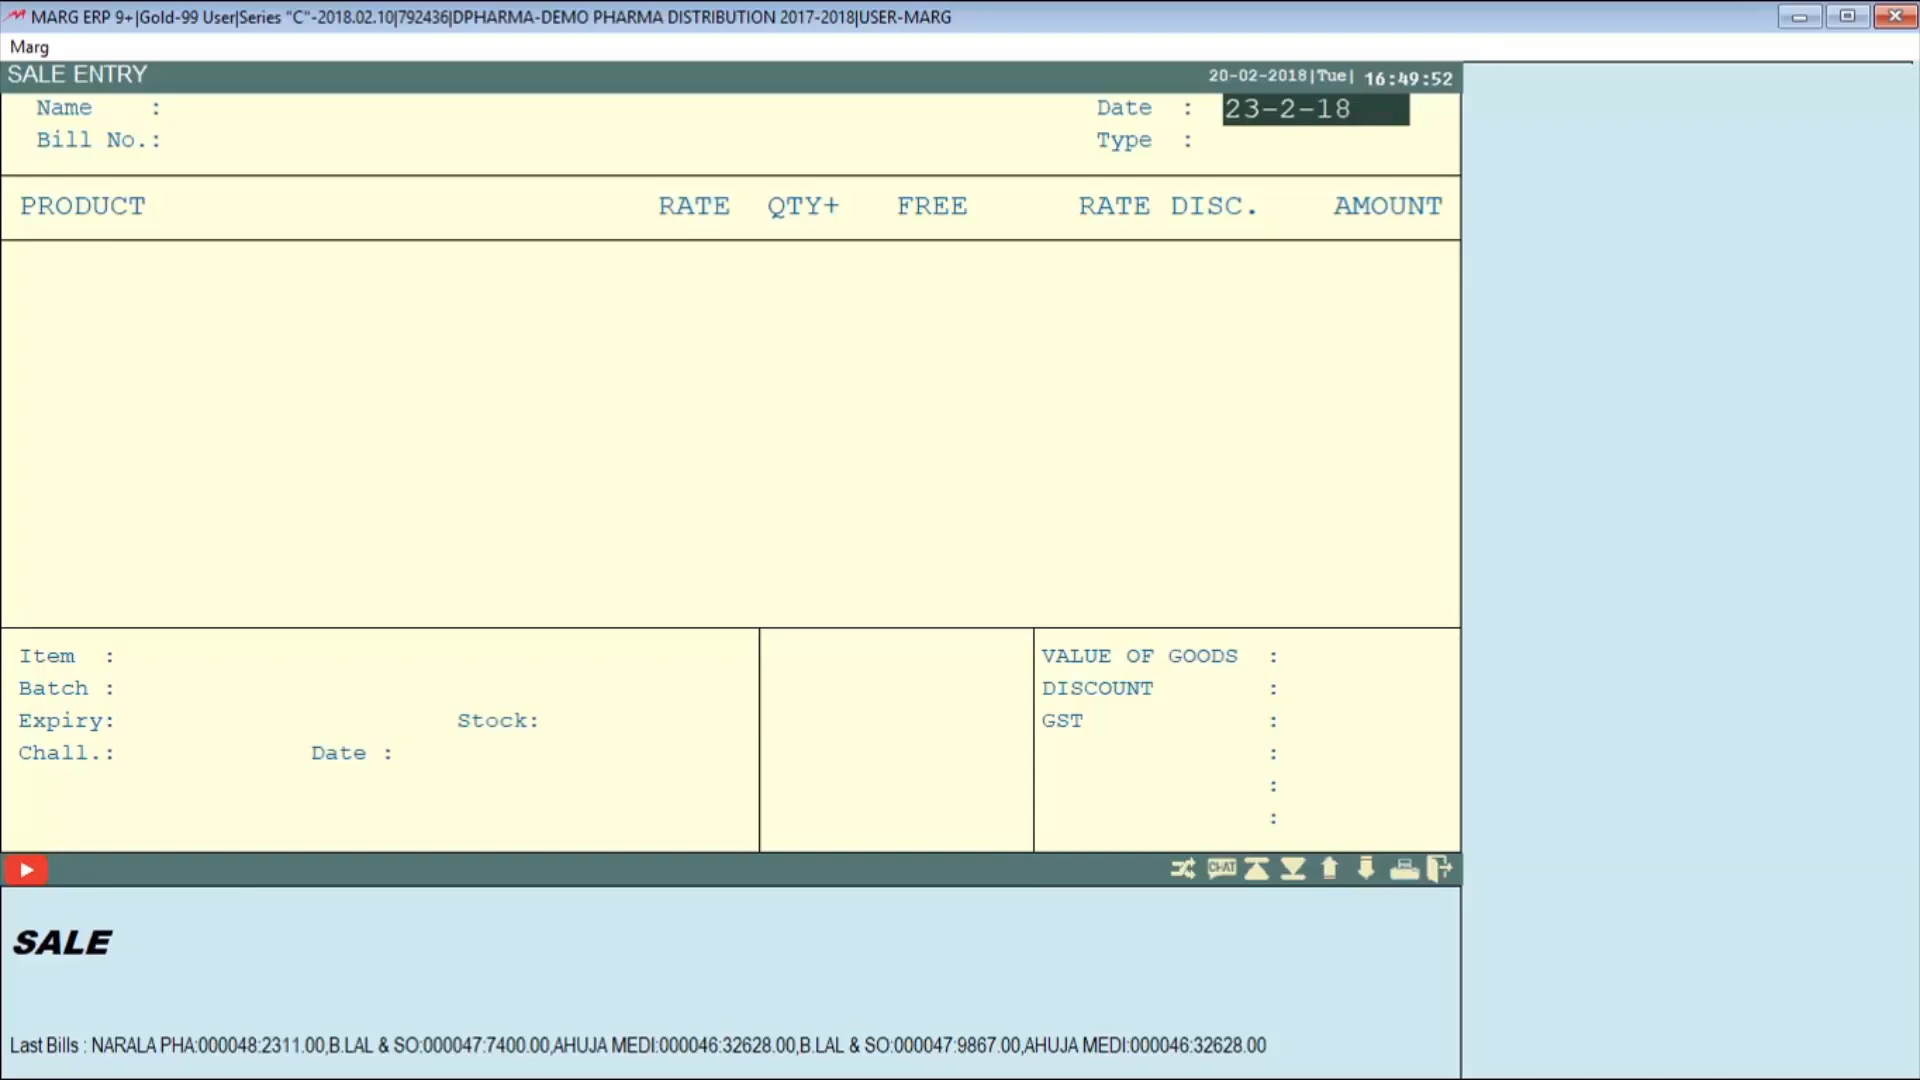 MARG ERP 9+|Gold-99 User|Series "C"-2018.02.10|792436|DPHARMA-DEMO PHARMA DISTRIBUTION 2017-2018|USER-MARG
Marg
SALE ENTRY 20-02-2018|Tue| 16:49:52
Name : Date : 23-2-18
Bill No.: Type :
PRODUCT RATE QTY+ FREE RATE DISC. AMOUNT
Item : VALUE OF GOODS :
Batch : DISCOUNT :
Expiry: Stock: GST :
Chall.: Date : :
:
:
CHAT
SALE
Last Bills : NARALA PHA:000048:2311.00,B.LAL & SO:000047:7400.00,AHUJA MEDI:000046:32628.00,B.LAL & SO:000047:9867.00,AHUJA MEDI:000046:32628.00